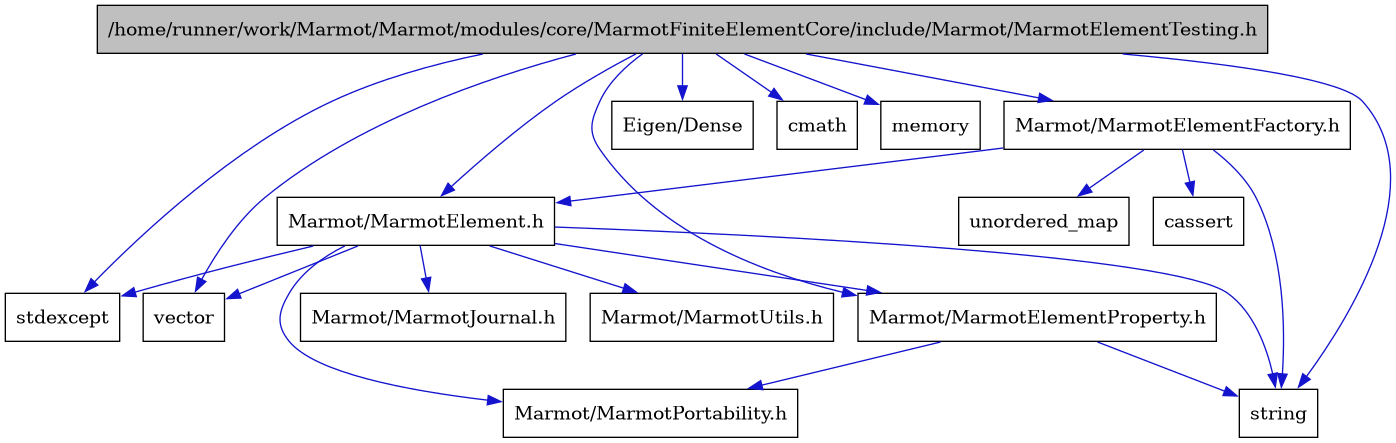 /home/runner/work/Marmot/Marmot/modules/core/MarmotFiniteElementCore/include/Marmot/MarmotElementTesting.h
Eigen/Dense
cmath
memory
Marmot/MarmotElementFactory.h
Marmot/MarmotElement.h
unordered_map
cassert
stdexcept
vector
Marmot/MarmotJournal.h
Marmot/MarmotUtils.h
Marmot/MarmotElementProperty.h
Marmot/MarmotPortability.h
string